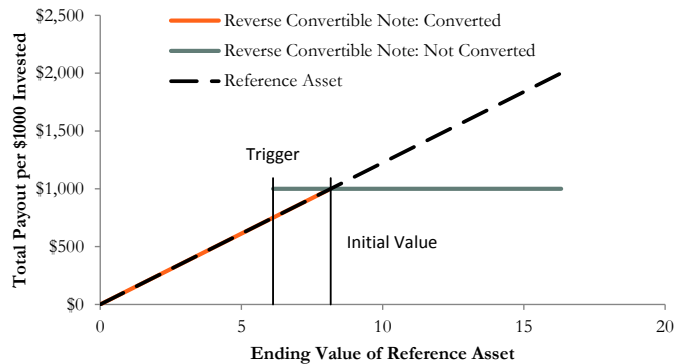 $2,500
Reverse Convertible Note: Converted
Reverse Convertible Note: Not Converted
Reference Asset
$2,000
$1,500
Trigger
$1,000
Initial Value
$500
$0
Total Payout per $1000 Invested
0
5
10
15
20
Ending Value of Reference Asset